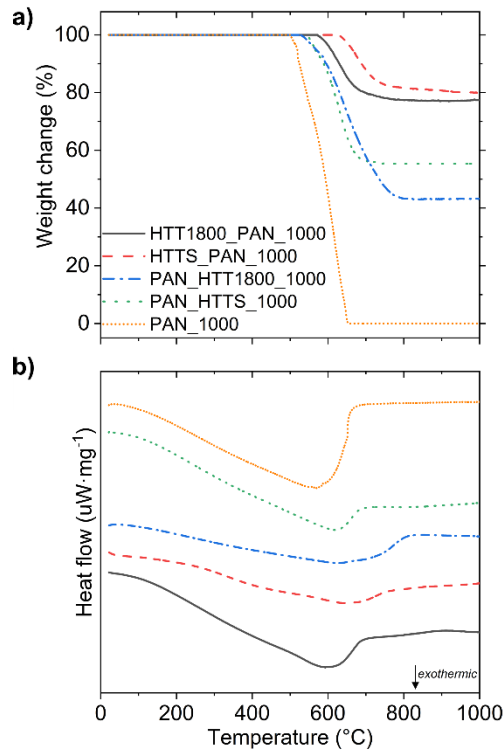 a)
100
80
60
40
20
0
Weight change (%)
HTT1800_PAN_1000
HTTS_PAN_1000
PAN_HTT1800_1000
PAN_HTTS_1000
PAN_1000
b)
Heat flow (uW·mg⁻¹)
exothermic
0 200 400 600 800 1000
Temperature (°C)